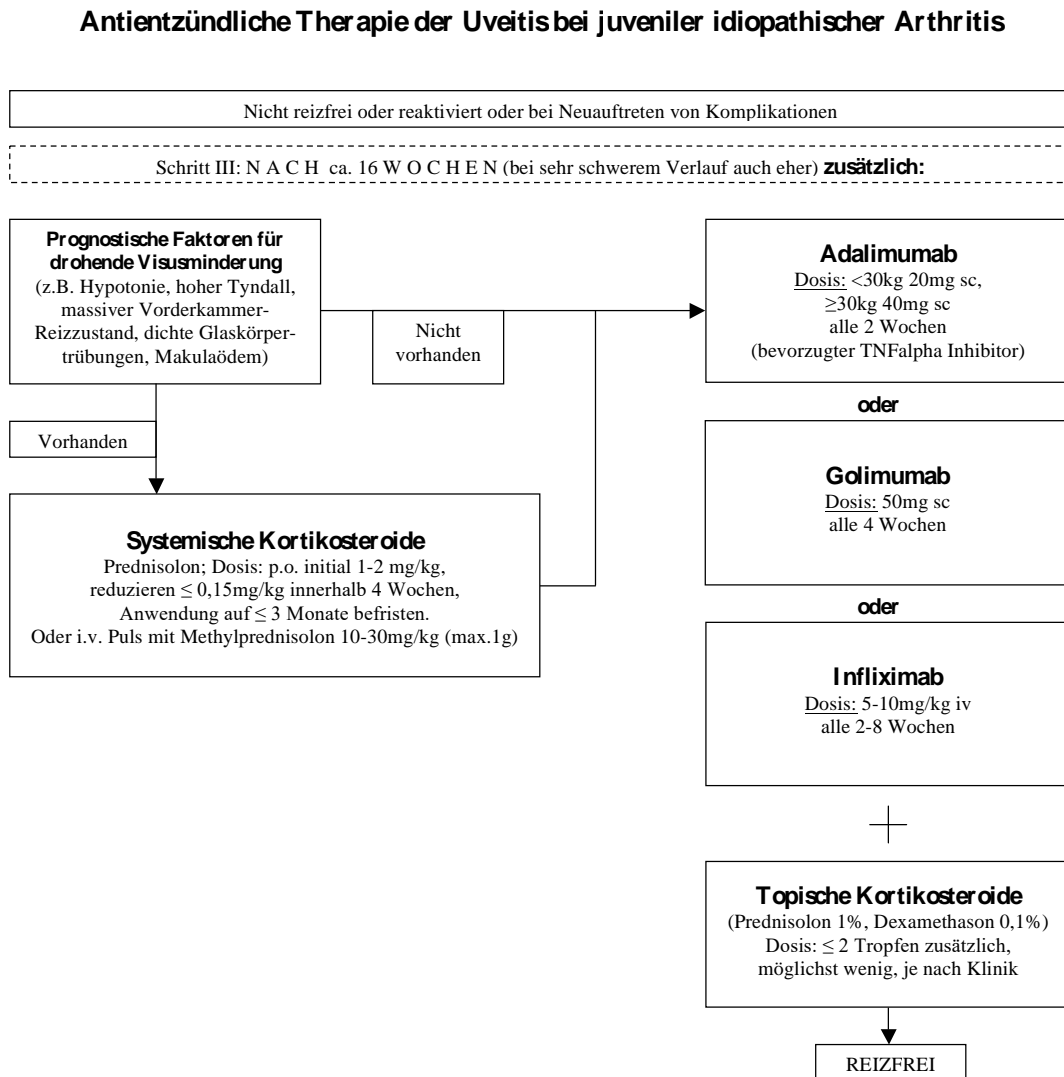 Antientzündliche Therapie der Uveitis bei juveniler idiopathischer Arthritis
Nicht reizfrei oder reaktiviert oder bei Neuauftreten von Komplikationen
Schritt III: N A C H ca. 16 W O C H E N (bei sehr schwerem Verlauf auch eher) zusätzlich:
Prognostische Faktoren für
drohende Visusminderung
(z.B. Hypotonie, hoher Tyndall,
massiver Vorderkammer-
Reizzustand, dichte Glaskörper-
trübungen, Makulaödem)
Nicht
vorhanden
Vorhanden
Systemische Kortikosteroide
Prednisolon; Dosis: p.o. initial 1-2 mg/kg,
reduzieren ≤ 0,15mg/kg innerhalb 4 Wochen,
Anwendung auf ≤ 3 Monate befristen.
Oder i.v. Puls mit Methylprednisolon 10-30mg/kg (max.1g)
Adalimumab
Dosis: <30kg 20mg sc,
≥30kg 40mg sc
alle 2 Wochen
(bevorzugter TNFalpha Inhibitor)
oder
Golimumab
Dosis: 50mg sc
alle 4 Wochen
oder
Infliximab
Dosis: 5-10mg/kg iv
alle 2-8 Wochen
Topische Kortikosteroide
(Prednisolon 1%, Dexamethason 0,1%)
Dosis: ≤ 2 Tropfen zusätzlich,
möglichst wenig, je nach Klinik
REIZFREI